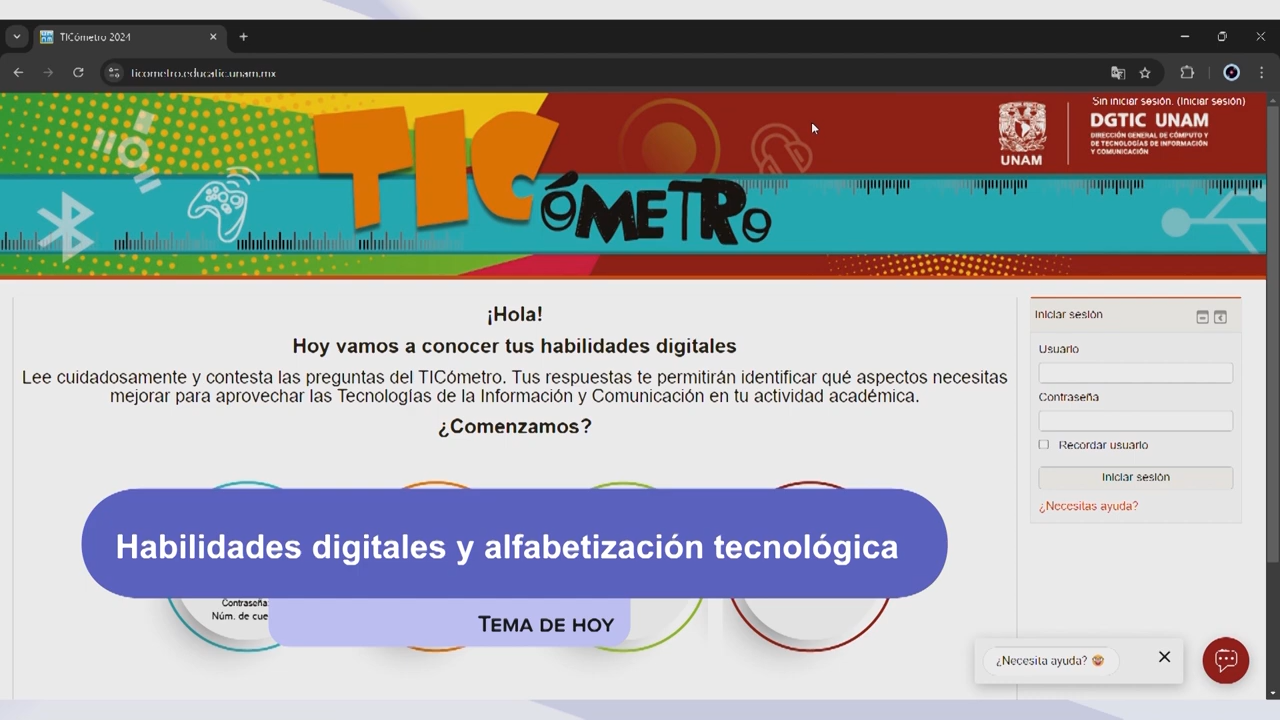 TICómetro 2024
ticometro.educatic.unam.mx
Sin iniciar sesión. (Iniciar sesión)
TICÓMETRO
UNAM
DGTIC UNAM
DIRECCIÓN GENERAL DE CÓMPUTO Y
DE TECNOLOGÍAS DE INFORMACIÓN
Y COMUNICACIÓN
¡Hola!
Hoy vamos a conocer tus habilidades digitales
Lee cuidadosamente y contesta las preguntas del TICómetro. Tus respuestas te permitirán identificar qué aspectos necesitas
mejorar para aprovechar las Tecnologías de la Información y Comunicación en tu actividad académica.
¿Comenzamos?
Iniciar sesión
Usuario
Contraseña
Recordar usuario
Iniciar sesión
¿Necesitas ayuda?
Habilidades digitales y alfabetización tecnológica
Contraseña
Núm. de cue
TEMA DE HOY
¿Necesita ayuda?